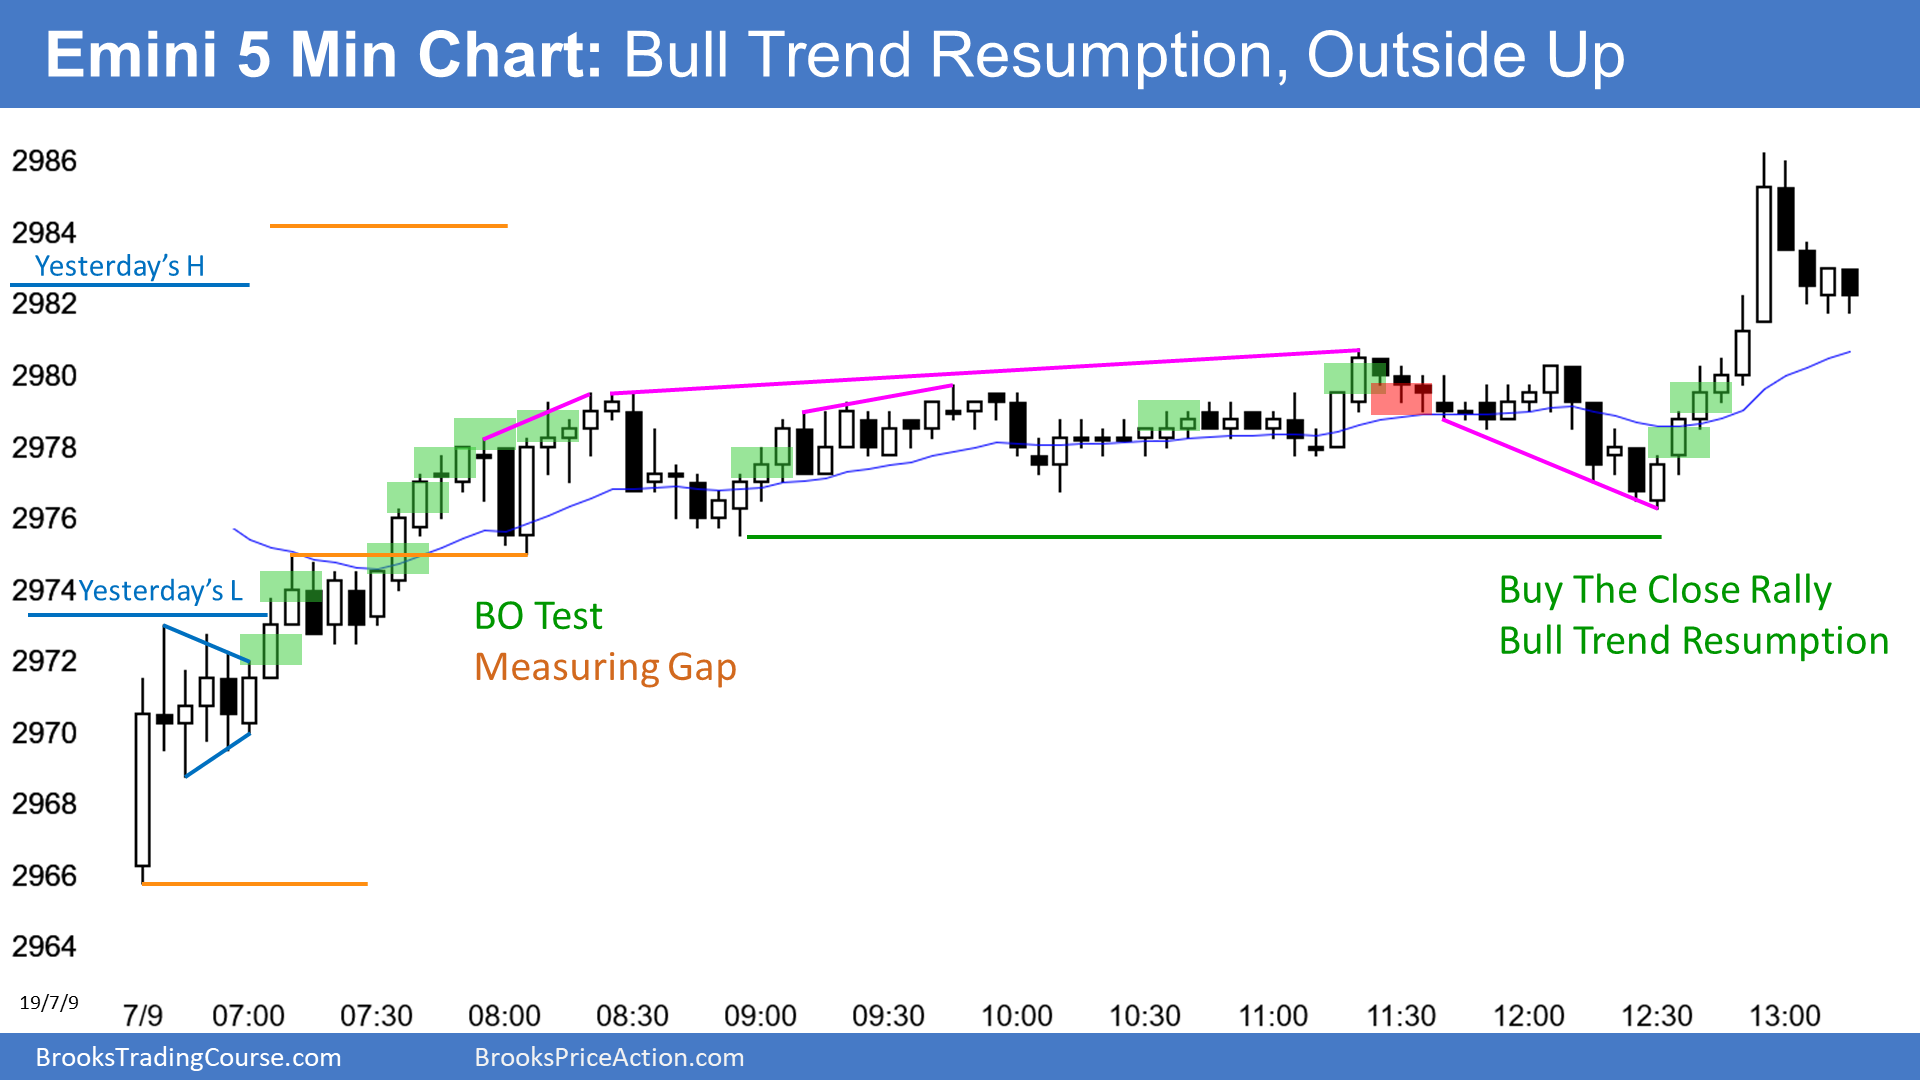 Emini 5 Min Chart: Bull Trend Resumption, Outside Up
2986
2984
Yesterday’s H
2982
2980
2978
2976
2974
Yesterday’s L
BO Test
Measuring Gap
Buy The Close Rally
Bull Trend Resumption
2972
2970
2968
2966
2964
19/7/9
7/9 07:00 07:30 08:00 08:30 09:00 09:30 10:00 10:30 11:00 11:30 12:00 12:30 13:00
BrooksTradingCourse.com
BrooksPriceAction.com